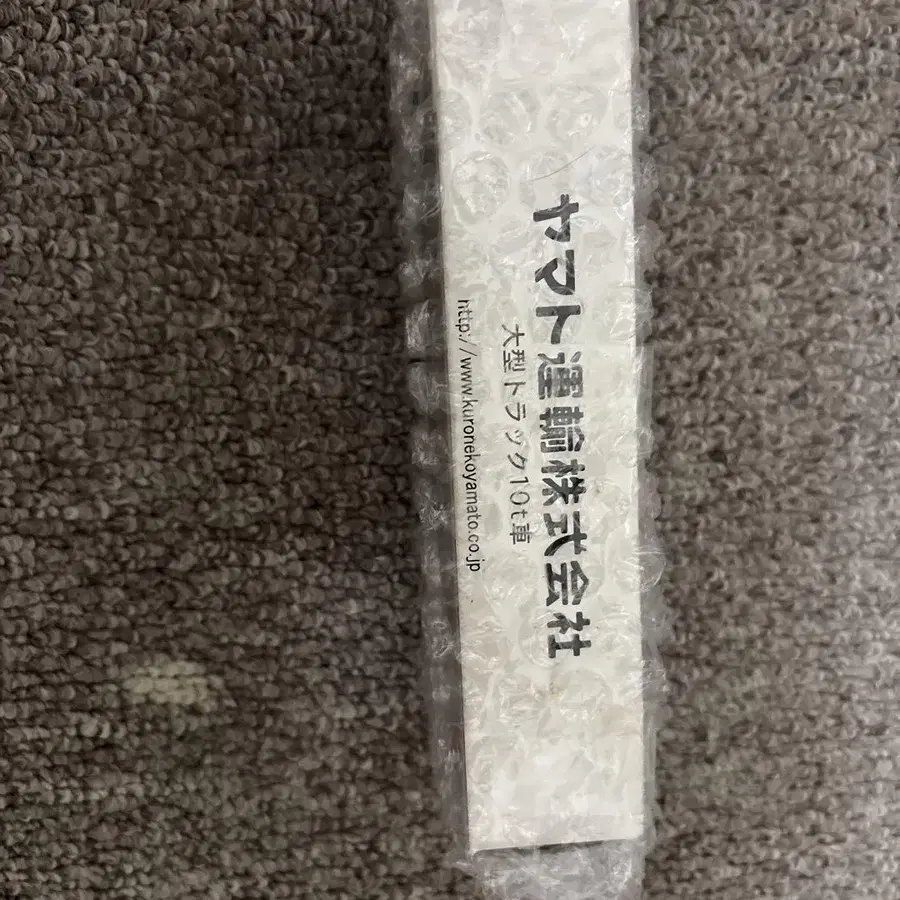 ヤマト運輸株式会社
大型トラック10t車
http://www.kuronekoyamato.co.jp